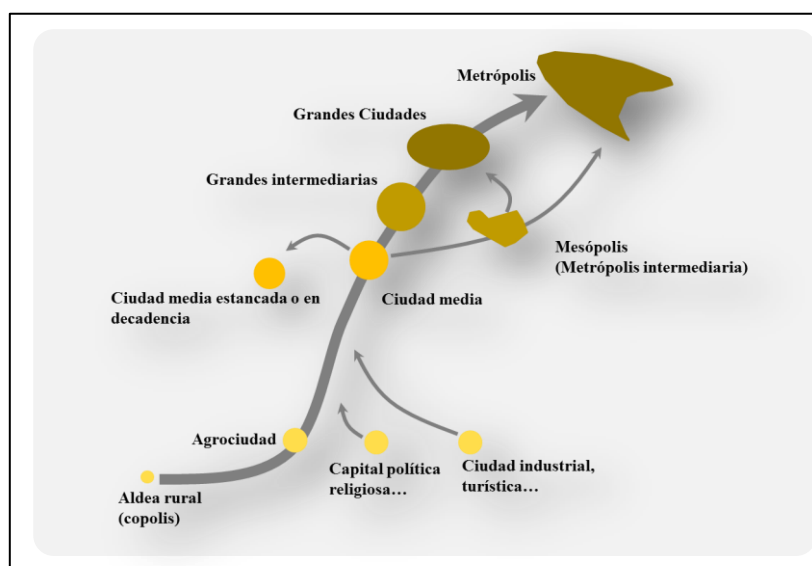 Metrópolis
Grandes Ciudades
Grandes intermediarias
Mesópolis
(Metrópolis intermediaria)
Ciudad media estancada o en
decadencia
Ciudad media
Agrociudad
Capital política
religiosa…
Ciudad industrial,
turística…
Aldea rural
(copolis)